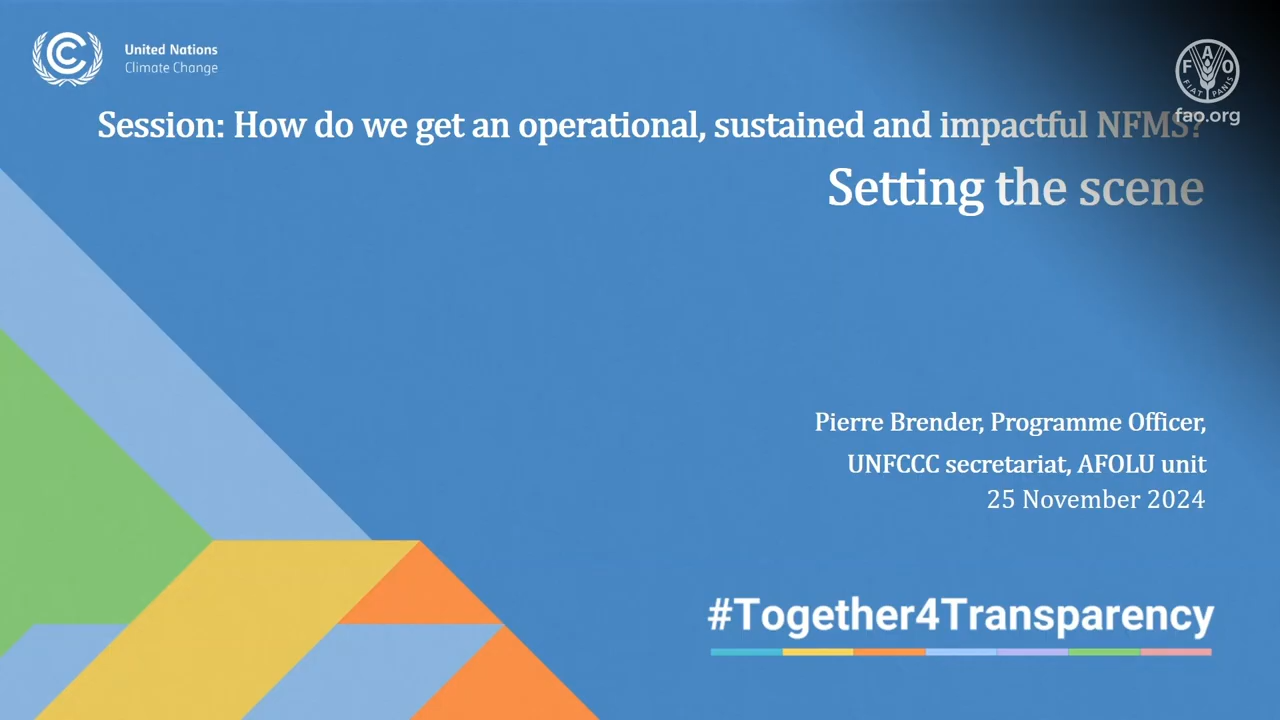 United Nations
Climate Change
FAO
FIAT PANIS
fao.org
Session: How do we get an operational, sustained and impactful NFMS?
Setting the scene
Pierre Brender, Programme Officer,
UNFCCC secretariat, AFOLU unit
25 November 2024
#Together4Transparency